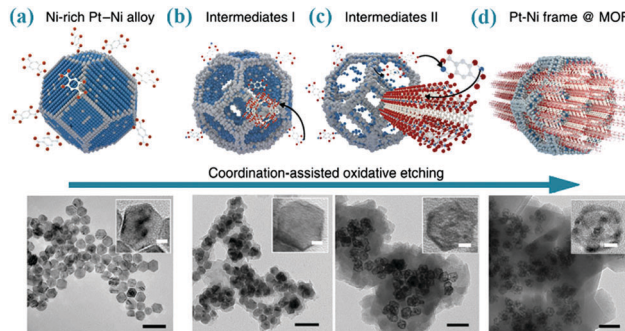 (a) Ni-rich Pt–Ni alloy
(b) Intermediates I
(c) Intermediates II
(d) Pt-Ni frame @ MOF
Coordination-assisted oxidative etching